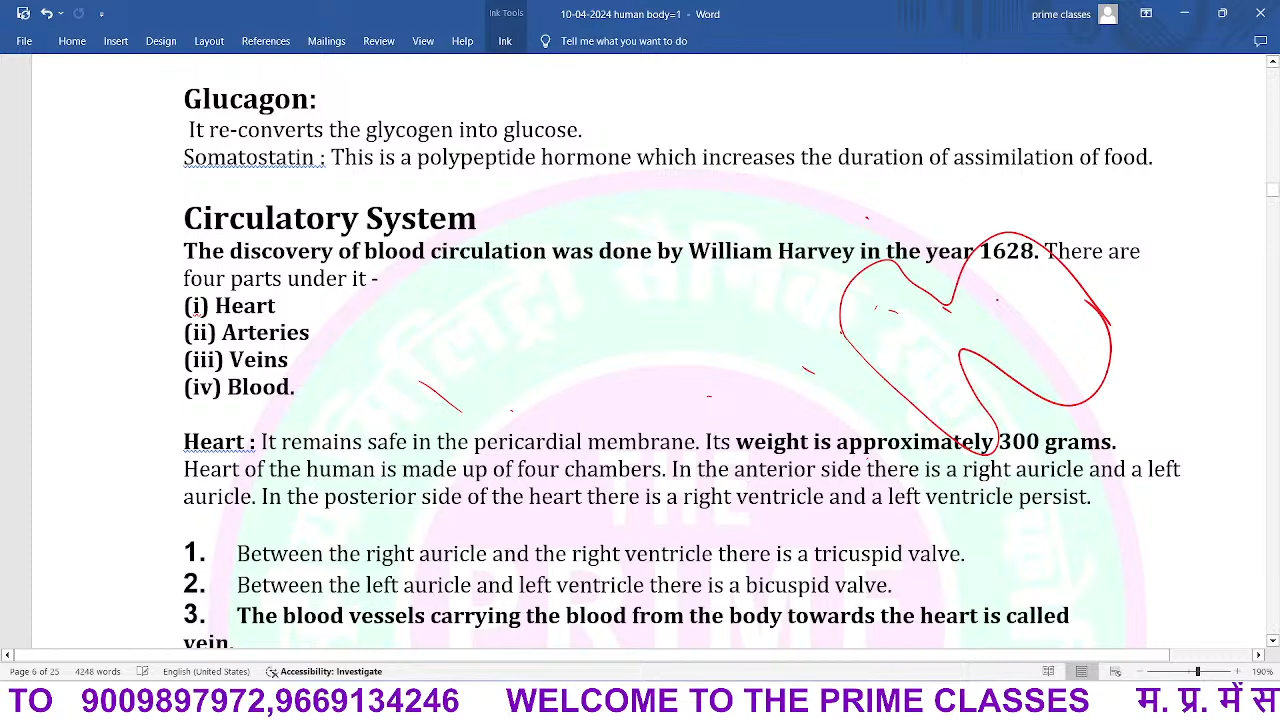 Ink Tools
10-04-2024 human body=1 - Word
prime classes
File Home Insert Design Layout References Mailings Review View Help Ink Tell me what you want to do
Glucagon:
It re-converts the glycogen into glucose.
Somatostatin : This is a polypeptide hormone which increases the duration of assimilation of food.
Circulatory System
The discovery of blood circulation was done by William Harvey in the year 1628. There are
four parts under it -
(i) Heart
(ii) Arteries
(iii) Veins
(iv) Blood.
Heart : It remains safe in the pericardial membrane. Its weight is approximately 300 grams.
Heart of the human is made up of four chambers. In the anterior side there is a right auricle and a left
auricle. In the posterior side of the heart there is a right ventricle and a left ventricle persist.
1. Between the right auricle and the right ventricle there is a tricuspid valve.
2. Between the left auricle and left ventricle there is a bicuspid valve.
3. The blood vessels carrying the blood from the body towards the heart is called
vein.
THE
PRIME
Page 6 of 25 4248 words English (United States) Accessibility: Investigate 190%
TO 9009897972,9669134246 WELCOME TO THE PRIME CLASSES म. प्र. में स